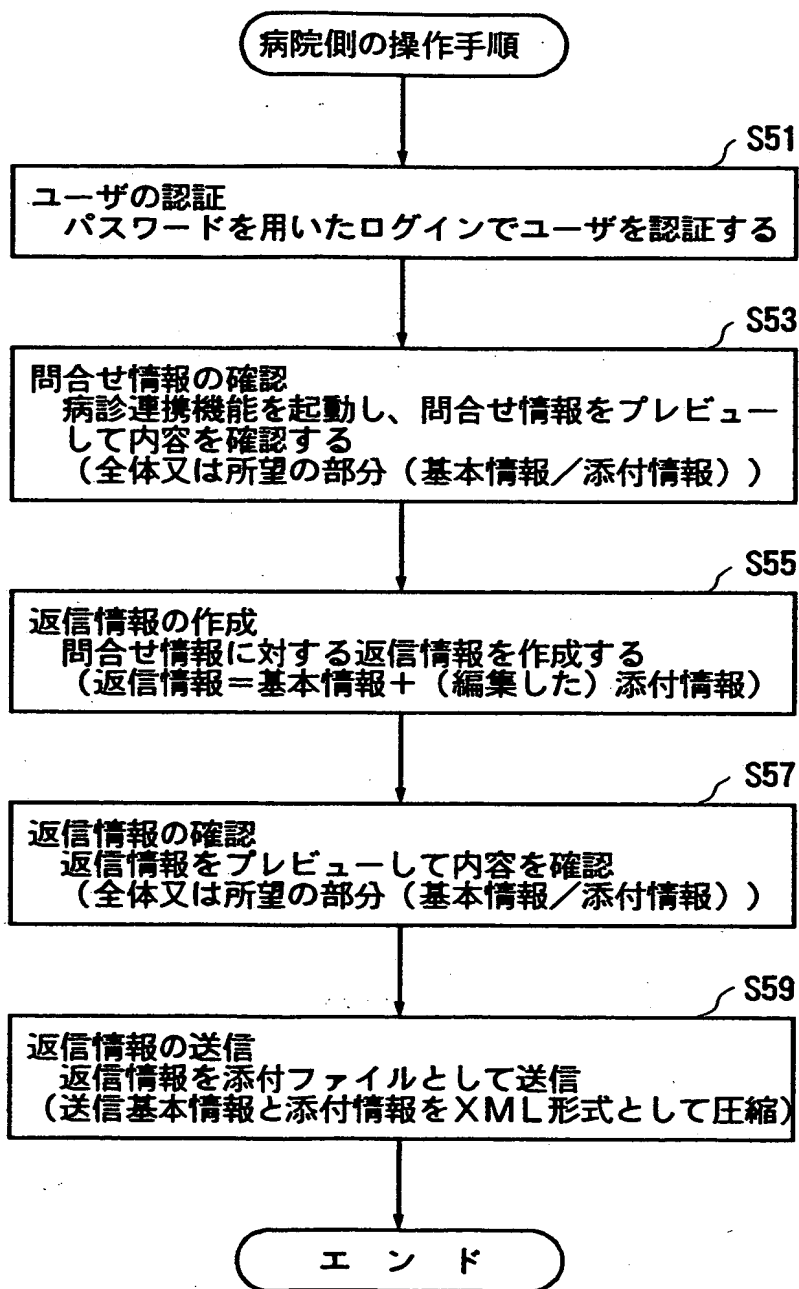 病院側の操作手順
S51
ユーザの認証
パスワードを用いたログインでユーザを認証する
S53
問合せ情報の確認
病診連携機能を起動し、問合せ情報をプレビュー
して内容を確認する
（全体又は所望の部分（基本情報／添付情報））
S55
返信情報の作成
問合せ情報に対する返信情報を作成する
（返信情報＝基本情報＋（編集した）添付情報）
S57
返信情報の確認
返信情報をプレビューして内容を確認
（全体又は所望の部分（基本情報／添付情報））
S59
返信情報の送信
返信情報を添付ファイルとして送信
（送信基本情報と添付情報をＸＭＬ形式として圧縮）
エンド